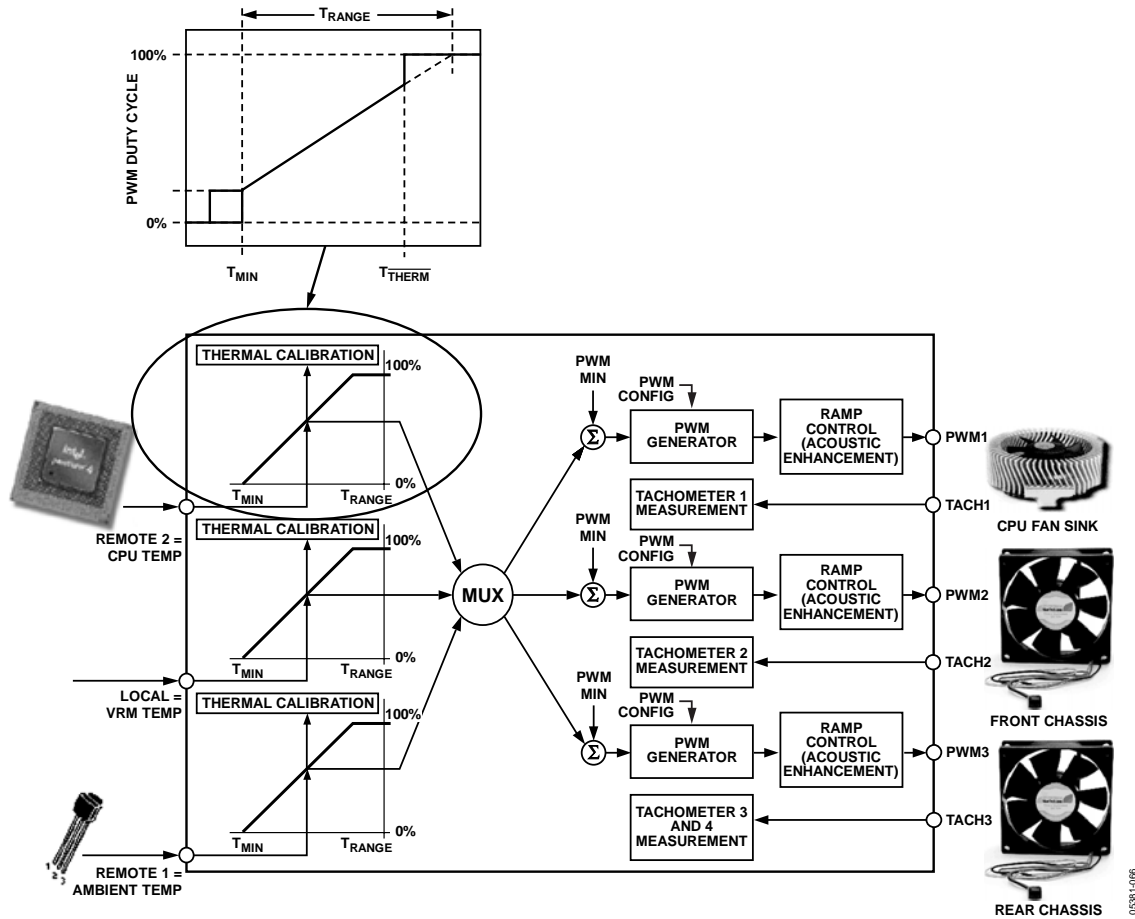 TRANGE
100%
PWM DUTY CYCLE
0%
TMIN
TTHERM
THERMAL CALIBRATION
100%
0%
TMIN
TRANGE
REMOTE 2 =
CPU TEMP
THERMAL CALIBRATION
100%
0%
TMIN
TRANGE
LOCAL =
VRM TEMP
THERMAL CALIBRATION
100%
0%
TMIN
TRANGE
REMOTE 1 =
AMBIENT TEMP
1
2
3
MUX
PWM
MIN
Σ
PWM
CONFIG
PWM
GENERATOR
RAMP
CONTROL
(ACOUSTIC
ENHANCEMENT)
PWM1
TACHOMETER 1
MEASUREMENT
TACH1
CPU FAN SINK
PWM
MIN
Σ
PWM
CONFIG
PWM
GENERATOR
RAMP
CONTROL
(ACOUSTIC
ENHANCEMENT)
PWM2
TACHOMETER 2
MEASUREMENT
TACH2
FRONT CHASSIS
PWM
MIN
Σ
PWM
CONFIG
PWM
GENERATOR
RAMP
CONTROL
(ACOUSTIC
ENHANCEMENT)
PWM3
TACHOMETER 3
AND 4
MEASUREMENT
TACH3
REAR CHASSIS
05381-066